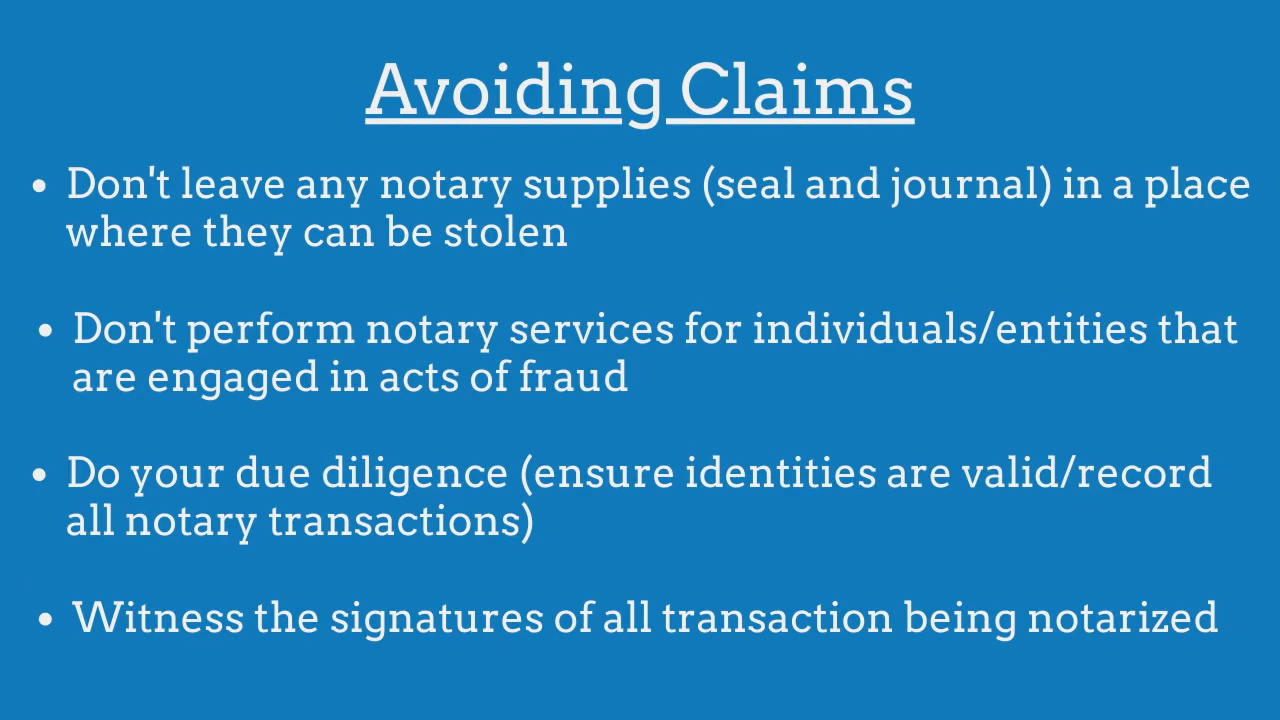 Avoiding Claims
• Don't leave any notary supplies (seal and journal) in a place
where they can be stolen
• Don't perform notary services for individuals/entities that
are engaged in acts of fraud
• Do your due diligence (ensure identities are valid/record
all notary transactions)
• Witness the signatures of all transaction being notarized